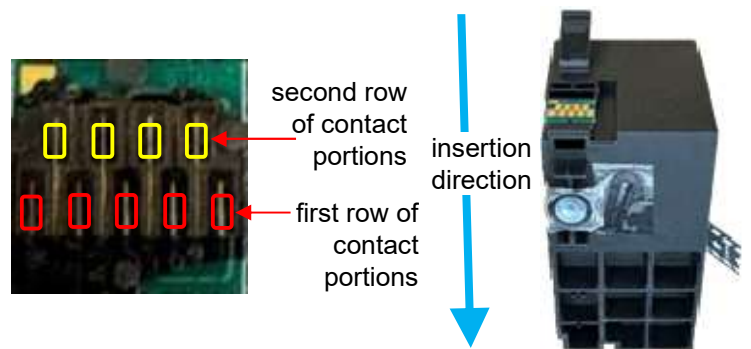 second row
of contact
portions
first row of
contact
portions
insertion
direction